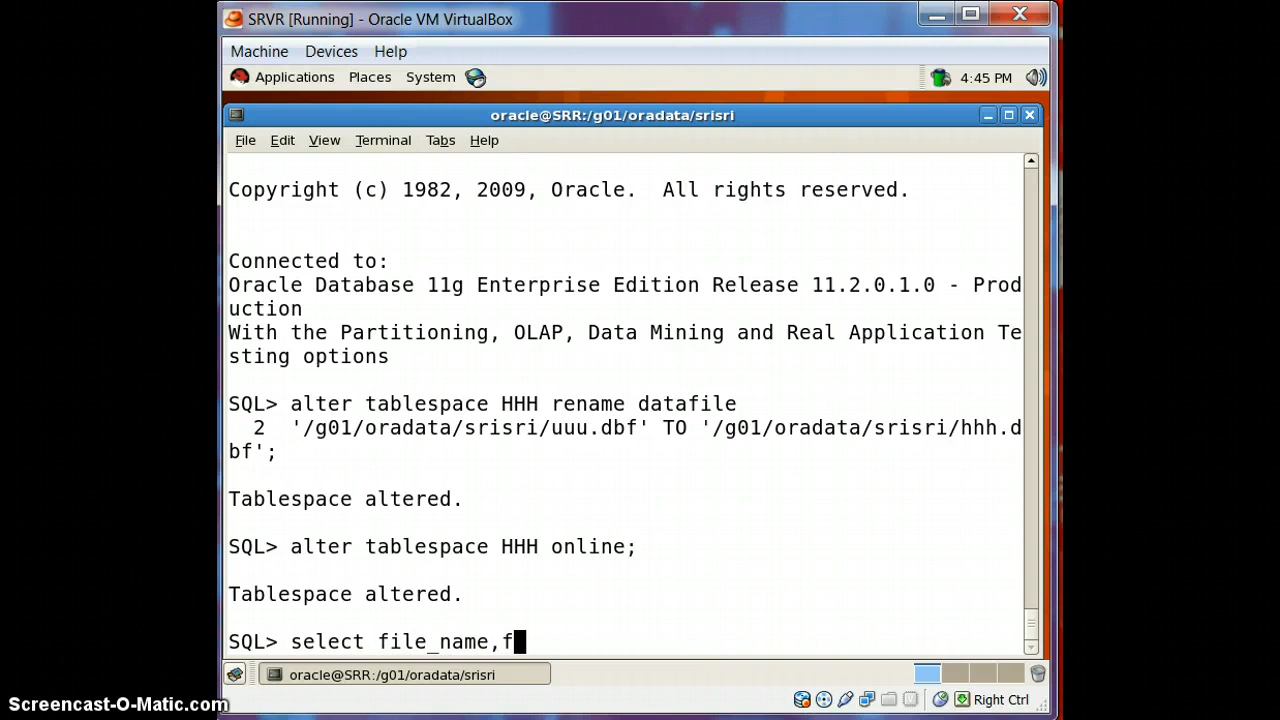 SRVR [Running] - Oracle VM VirtualBox
Machine Devices Help
Applications Places System 4:45 PM
oracle@SRR:/g01/oradata/srisri
File Edit View Terminal Tabs Help
Copyright (c) 1982, 2009, Oracle.  All rights reserved.
Connected to:
Oracle Database 11g Enterprise Edition Release 11.2.0.1.0 - Prod
uction
With the Partitioning, OLAP, Data Mining and Real Application Te
sting options
SQL> alter tablespace HHH rename datafile
  2  '/g01/oradata/srisri/uuu.dbf' TO '/g01/oradata/srisri/hhh.d
bf';
Tablespace altered.
SQL> alter tablespace HHH online;
Tablespace altered.
SQL> select file_name,f
oracle@SRR:/g01/oradata/srisri
Right Ctrl
Screencast-O-Matic.com